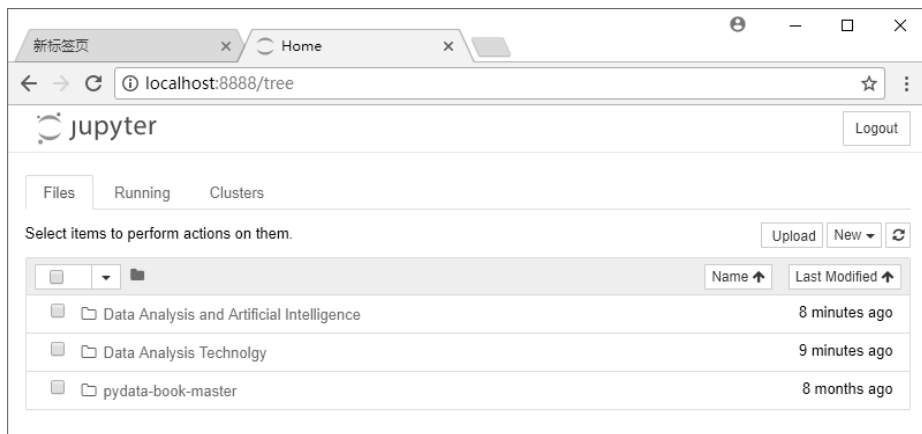 新标签页 Home
localhost:8888/tree
jupyter Logout
Files Running Clusters
Select items to perform actions on them. Upload New
Name Last Modified
Data Analysis and Artificial Intelligence 8 minutes ago
Data Analysis Technolgy 9 minutes ago
pydata-book-master 8 months ago